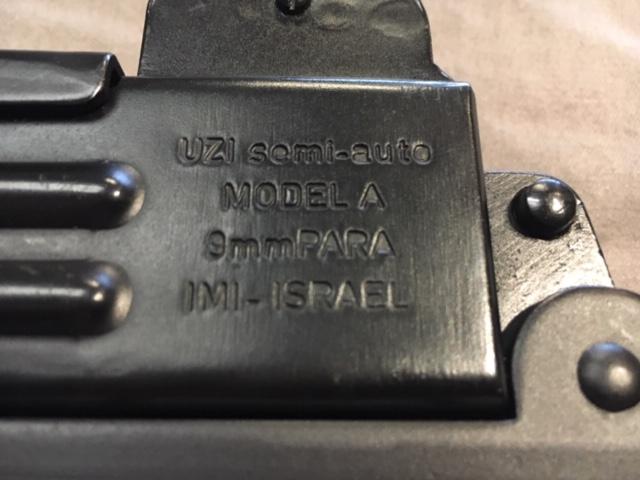 UZI semi-auto
MODEL A
9mmPARA
IMI-ISRAEL